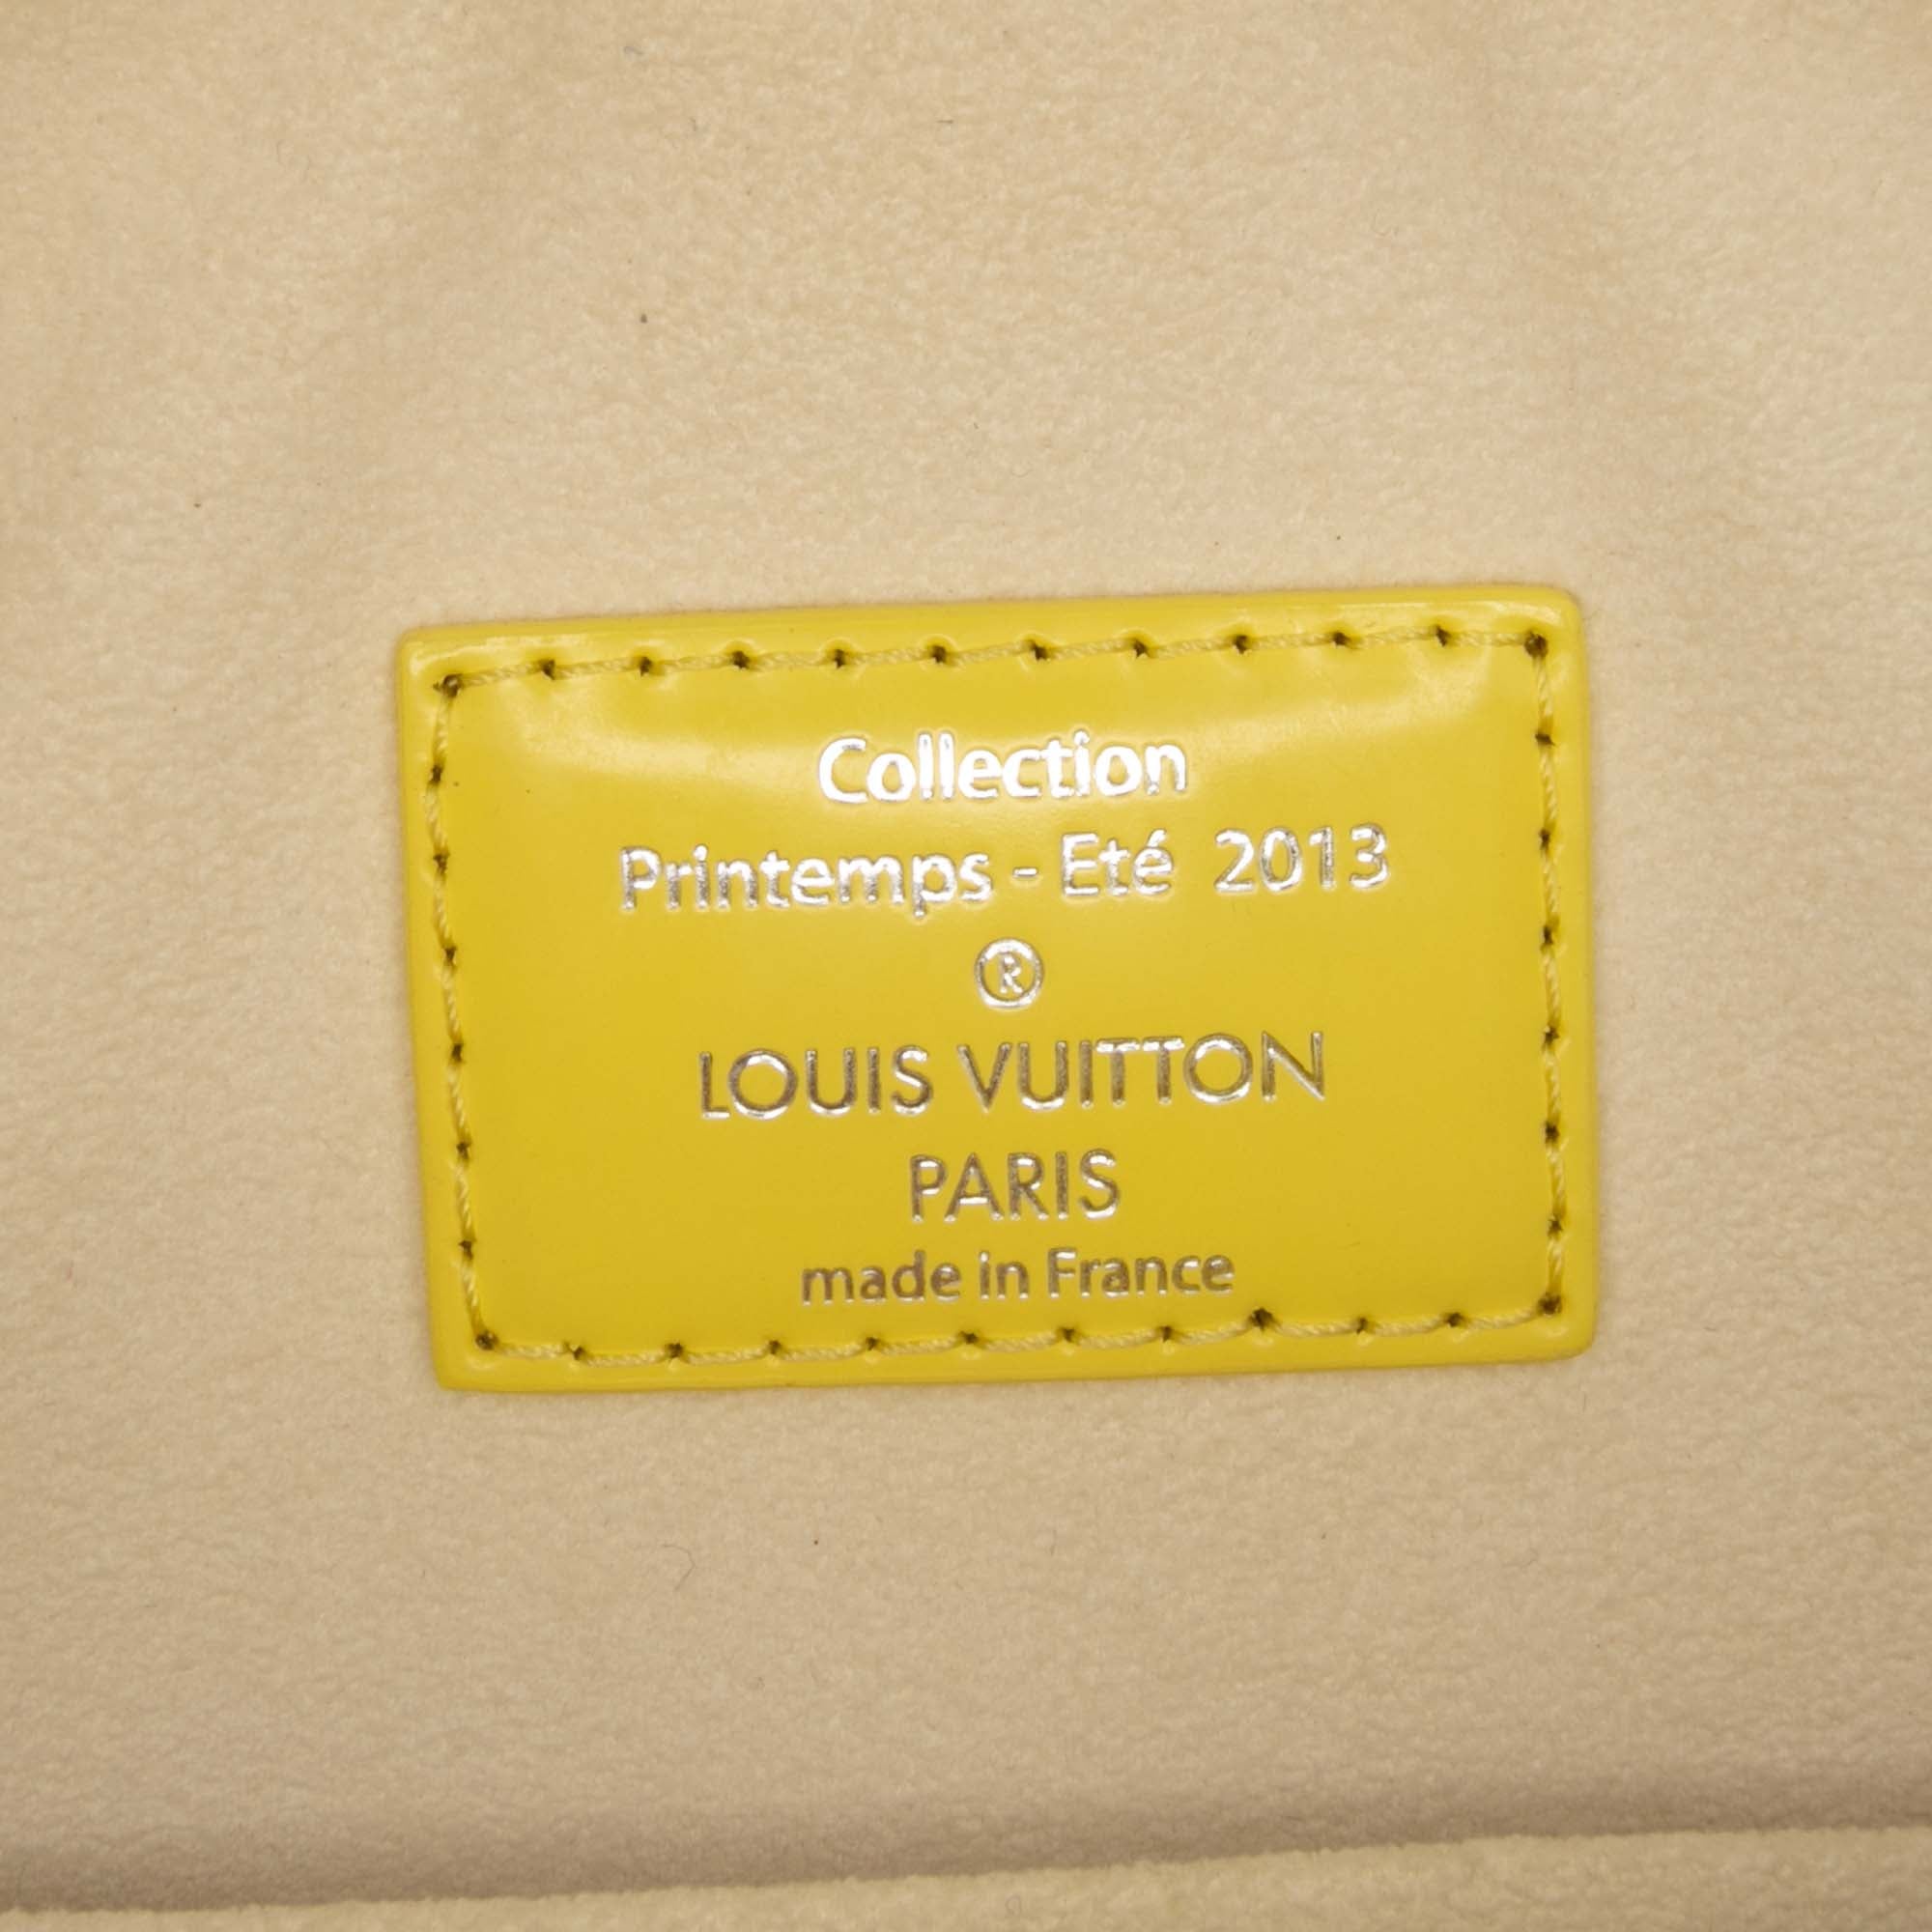 Collection
Printemps - Eté 2013
®
LOUIS VUITTON
PARIS
made in France